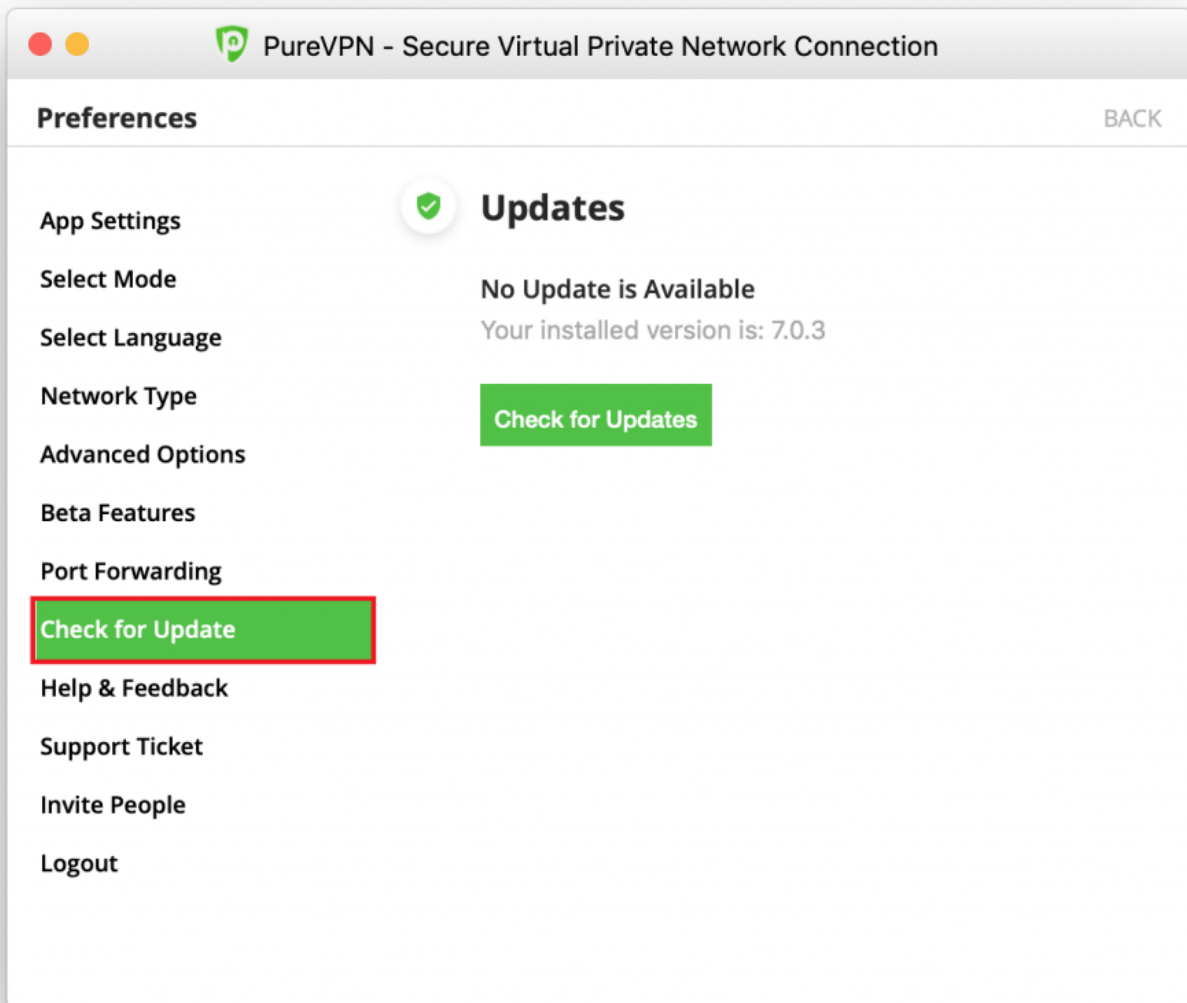 PureVPN - Secure Virtual Private Network Connection
Preferences
BACK
App Settings
Select Mode
Select Language
Network Type
Advanced Options
Beta Features
Port Forwarding
Check for Update
Help & Feedback
Support Ticket
Invite People
Logout
Updates
No Update is Available
Your installed version is: 7.0.3
Check for Updates